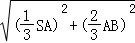 √((1/3 SA)² + (2/3 AB)²)